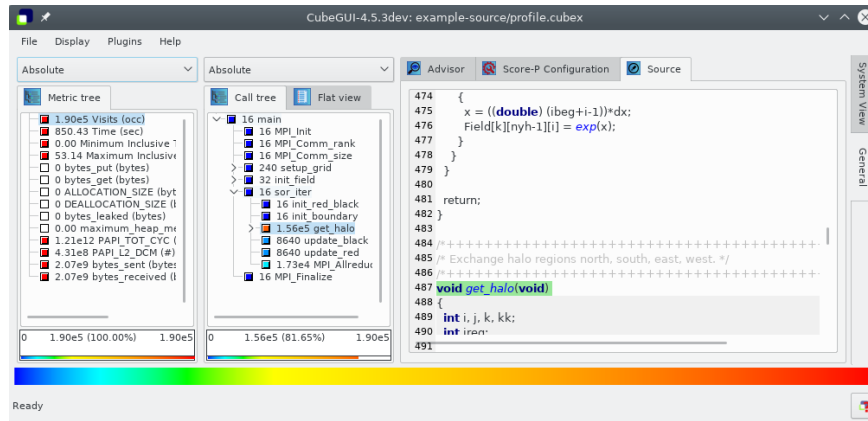 CubeGUI-4.5.3dev: example-source/profile.cubex
File Display Plugins Help
Absolute
Metric tree
1.90e5 Visits (occ)
850.43 Time (sec)
0.00 Minimum Inclusive T
53.14 Maximum Inclusive
0 bytes_put (bytes)
0 bytes_get (bytes)
0 ALLOCATION_SIZE (byt
0 DEALLOCATION_SIZE (b
0 bytes_leaked (bytes)
0.00 maximum_heap_me
1.21e12 PAPI_TOT_CYC (
4.31e8 PAPI_L2_DCM (#)
2.07e9 bytes_sent (bytes
2.07e9 bytes_received (b
0 1.90e5 (100.00%) 1.90e5
Absolute
Call tree Flat view
16 main
16 MPI_Init
16 MPI_Comm_rank
16 MPI_Comm_size
240 setup_grid
32 init_field
16 sor_iter
16 init_red_black
16 init_boundary
1.56e5 get_halo
8640 update_black
8640 update_red
1.73e4 MPI_Allreduc
16 MPI_Finalize
0 1.56e5 (81.65%) 1.90e5
Advisor Score-P Configuration Source
474 {
475 x = ((double) (ibeg+i-1))*dx;
476 Field[k][nyh-1][i] = exp(x);
477 }
478 }
479 }
480
481 return;
482 }
483
484 /*++++++++++++++++++++++++++++++++++++++++++
485 /* Exchange halo regions north, south, east, west. */
486 /*++++++++++++++++++++++++++++++++++++++++++
487 void get_halo(void)
488 {
489 int i, j, k, kk;
490 int ireq;
491
System View
General
Ready